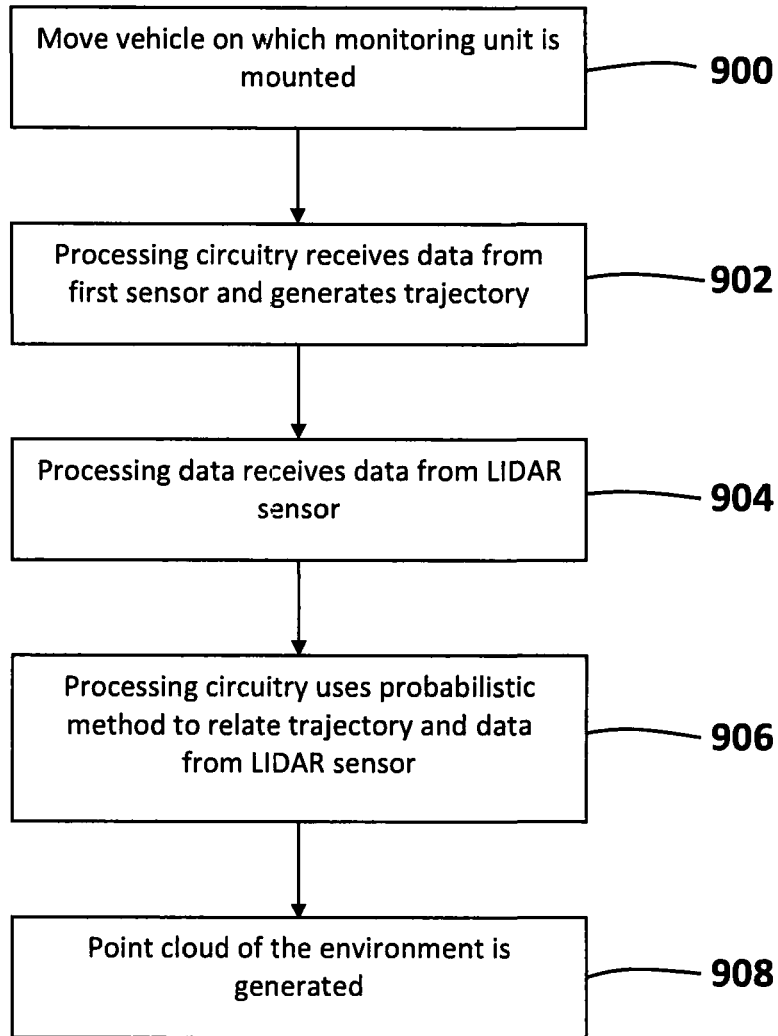 Move vehicle on which monitoring unit is
mounted
900
Processing circuitry receives data from
first sensor and generates trajectory
902
Processing data receives data from LIDAR
sensor
904
Processing circuitry uses probabilistic
method to relate trajectory and data
from LIDAR sensor
906
Point cloud of the environment is
generated
908